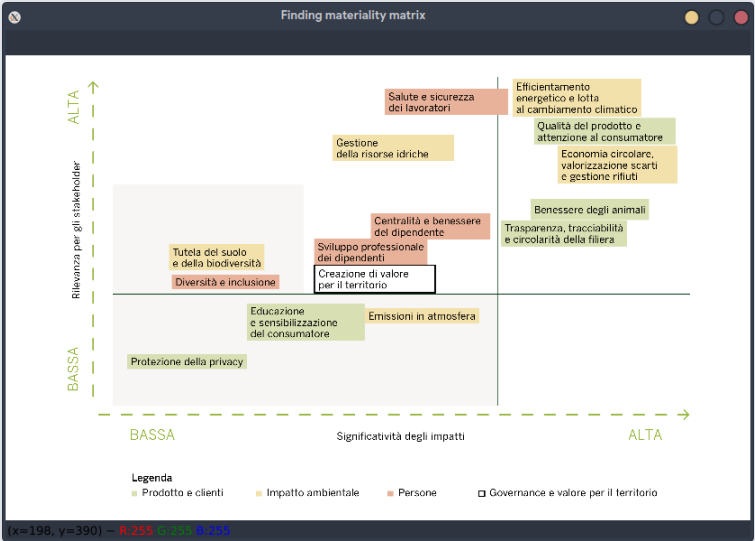 Finding materiality matrix
ALTA
Rilevanza per gli stakeholder
BASSA
Salute e sicurezza
dei lavoratori
Efficientamento
energetico e lotta
al cambiamento climatico
Qualità del prodotto e
attenzione al consumatore
Gestione
della risorse idriche
Economia circolare,
valorizzazione scarti
e gestione rifiuti
Benessere degli animali
Centralità e benessere
del dipendente
Trasparenza, tracciabilità
e circolarità della filiera
Sviluppo professionale
dei dipendenti
Tutela del suolo
e della biodiversità
Creazione di valore
per il territorio
Diversità e inclusione
Educazione
e sensibilizzazione
del consumatore
Emissioni in atmosfera
Protezione della privacy
BASSA
Significatività degli impatti
ALTA
Legenda
Prodotto e clienti
Impatto ambientale
Persone
Governance e valore per il territorio
(x=198, y=390) ~ R:255 G:255 B:255